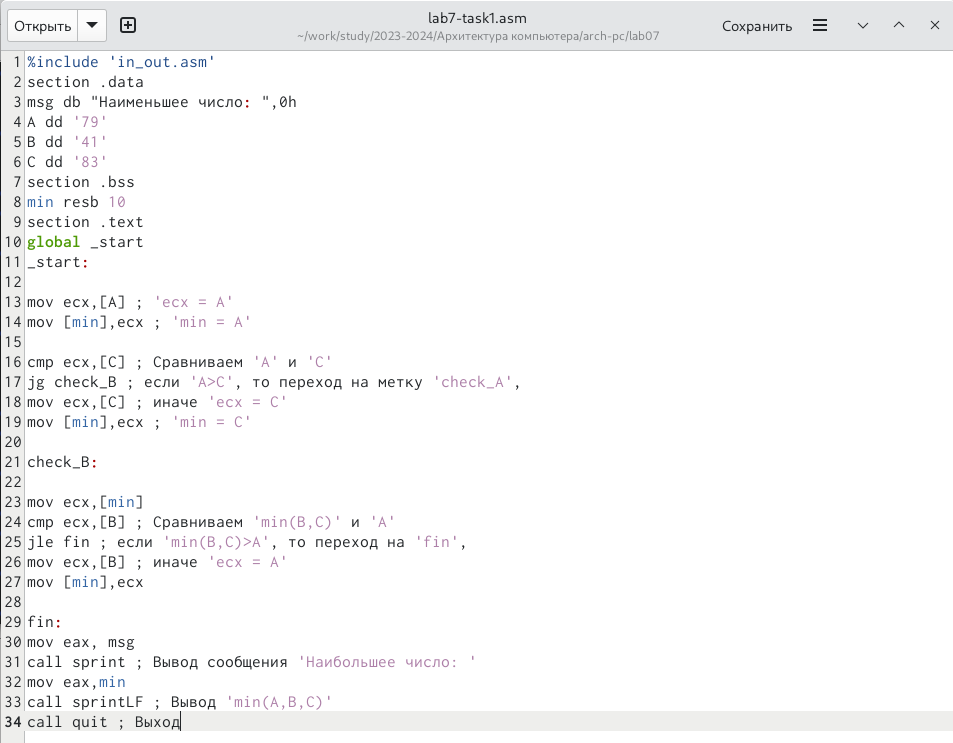 Открыть
lab7-task1.asm
~/work/study/2023-2024/Архитектура компьютера/arch-pc/lab07
Сохранить
1 %include 'in_out.asm'
2 section .data
3 msg db "Наименьшее число: ",0h
4 A dd '79'
5 B dd '41'
6 C dd '83'
7 section .bss
8 min resb 10
9 section .text
10 global _start
11 _start:
12
13 mov ecx,[A] ; 'ecx = A'
14 mov [min],ecx ; 'min = A'
15
16 cmp ecx,[C] ; Сравниваем 'A' и 'C'
17 jg check_B ; если 'A>C', то переход на метку 'check_A',
18 mov ecx,[C] ; иначе 'ecx = C'
19 mov [min],ecx ; 'min = C'
20
21 check_B:
22
23 mov ecx,[min]
24 cmp ecx,[B] ; Сравниваем 'min(B,C)' и 'A'
25 jle fin ; если 'min(B,C)>A', то переход на 'fin',
26 mov ecx,[B] ; иначе 'ecx = A'
27 mov [min],ecx
28
29 fin:
30 mov eax, msg
31 call sprint ; Вывод сообщения 'Наибольшее число: '
32 mov eax,min
33 call sprintLF ; Вывод 'min(A,B,C)'
34 call quit ; Выход